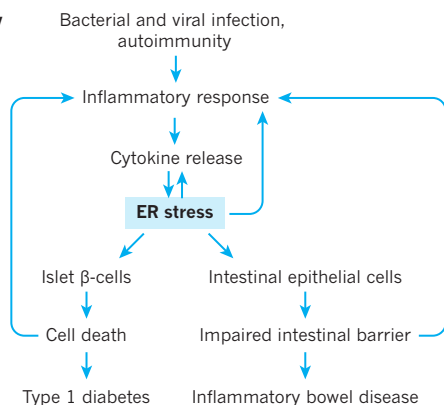 Bacterial and viral infection,
autoimmunity
Inflammatory response
Cytokine release
ER stress
Islet β-cells
Intestinal epithelial cells
Cell death
Impaired intestinal barrier
Type 1 diabetes
Inflammatory bowel disease